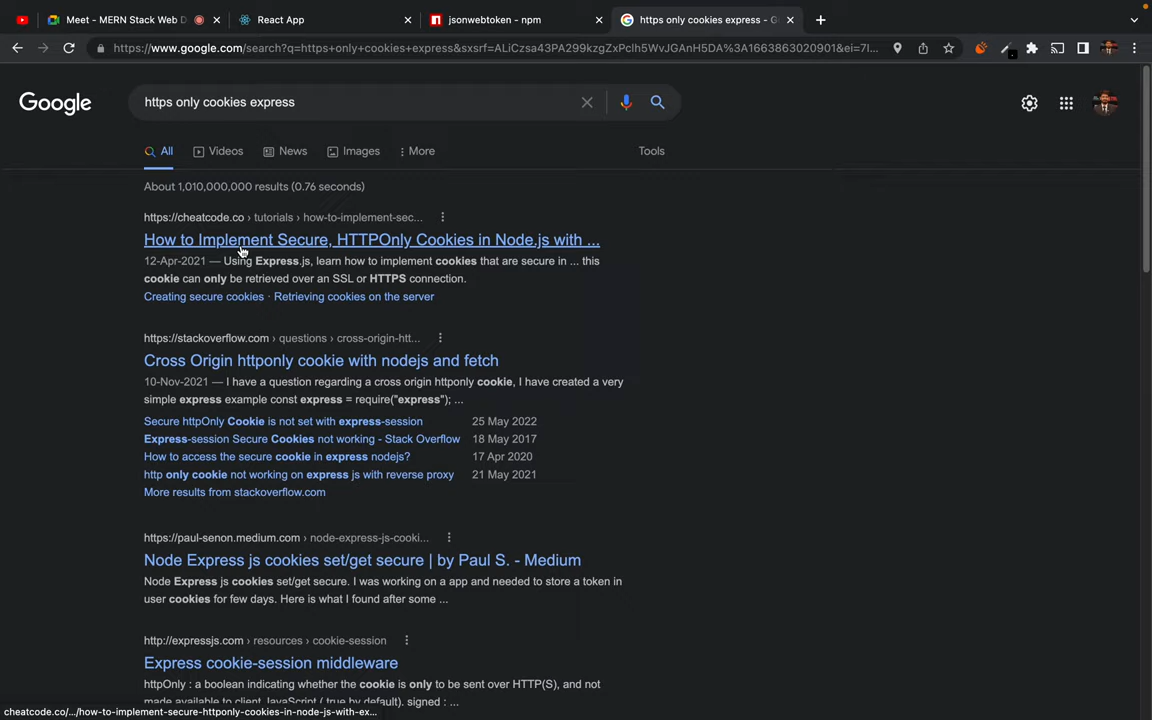 Meet - MERN Stack Web D
React App
jsonwebtoken - npm
https only cookies express - G
https://www.google.com/search?q=https+only+cookies+express&sxsrf=ALiCzsa43PA299kzgZxPclh5WvJGAnH5DA%3A1663863020901&ei=7I...
Google
https only cookies express
All
Videos
News
Images
More
Tools
About 1,010,000,000 results (0.76 seconds)
https://cheatcode.co › tutorials › how-to-implement-sec...
How to Implement Secure, HTTPOnly Cookies in Node.js with ...
12-Apr-2021 — Using Express.js, learn how to implement cookies that are secure in ... this
cookie can only be retrieved over an SSL or HTTPS connection.
Creating secure cookies · Retrieving cookies on the server
https://stackoverflow.com › questions › cross-origin-htt...
Cross Origin httponly cookie with nodejs and fetch
10-Nov-2021 — I have a question regarding a cross origin httponly cookie, I have created a very
simple express example const express = require("express"); ...
Secure httpOnly Cookie is not set with express-session 25 May 2022
Express-session Secure Cookies not working - Stack Overflow 18 May 2017
How to access the secure cookie in express nodejs? 17 Apr 2020
http only cookie not working on express js with reverse proxy 21 May 2021
More results from stackoverflow.com
https://paul-senon.medium.com › node-express-js-cooki...
Node Express js cookies set/get secure | by Paul S. - Medium
Node Express js cookies set/get secure. I was working on a app and needed to store a token in
user cookies for few days. Here is what I found after some ...
http://expressjs.com › resources › cookie-session
Express cookie-session middleware
httpOnly : a boolean indicating whether the cookie is only to be sent over HTTP(S), and not
made available to client JavaScript ( true by default). signed : ...
cheatcode.co/.../how-to-implement-secure-httponly-cookies-in-node-js-with-ex...